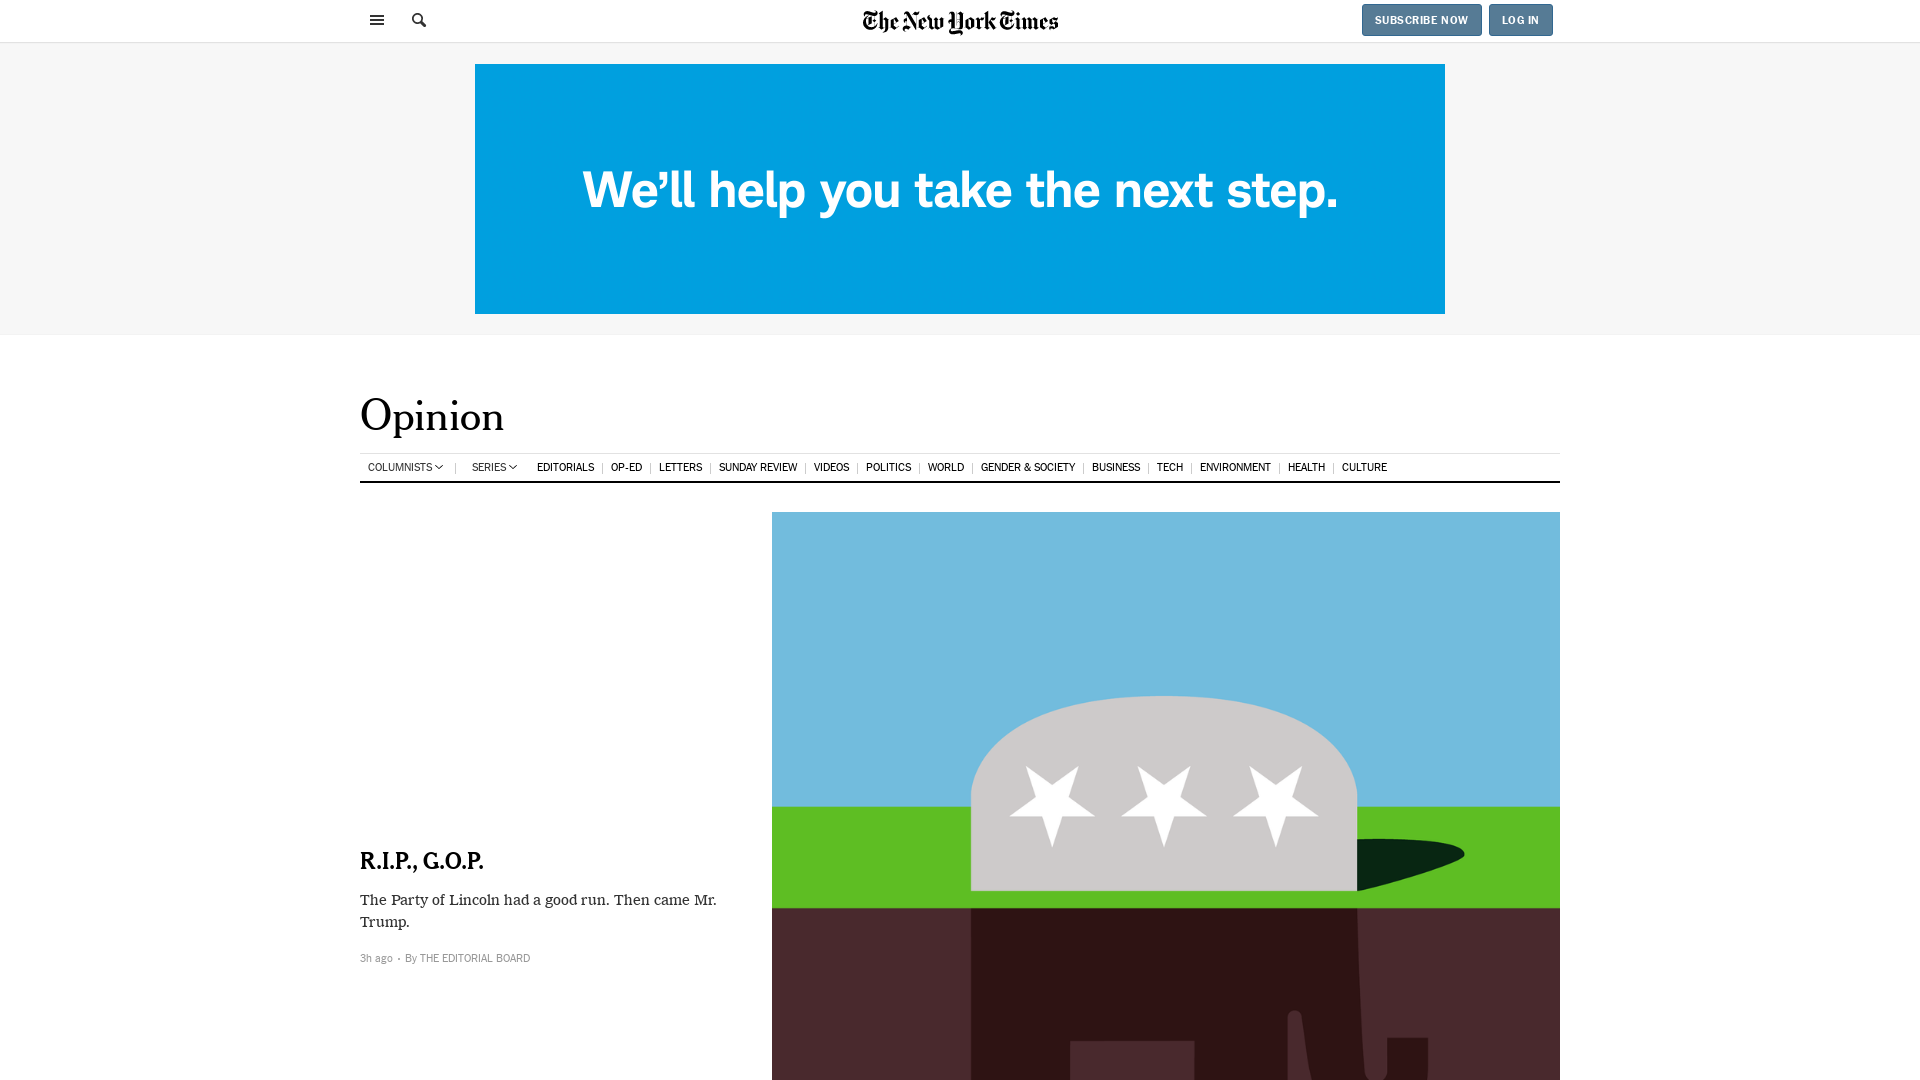 The New York Times
SUBSCRIBE NOW
LOG IN
We’ll help you take the next step.
Opinion
COLUMNISTS SERIES EDITORIALS OP-ED LETTERS SUNDAY REVIEW VIDEOS POLITICS WORLD GENDER & SOCIETY BUSINESS TECH ENVIRONMENT HEALTH CULTURE
R.I.P., G.O.P.
The Party of Lincoln had a good run. Then came Mr.
Trump.
3h ago • By THE EDITORIAL BOARD